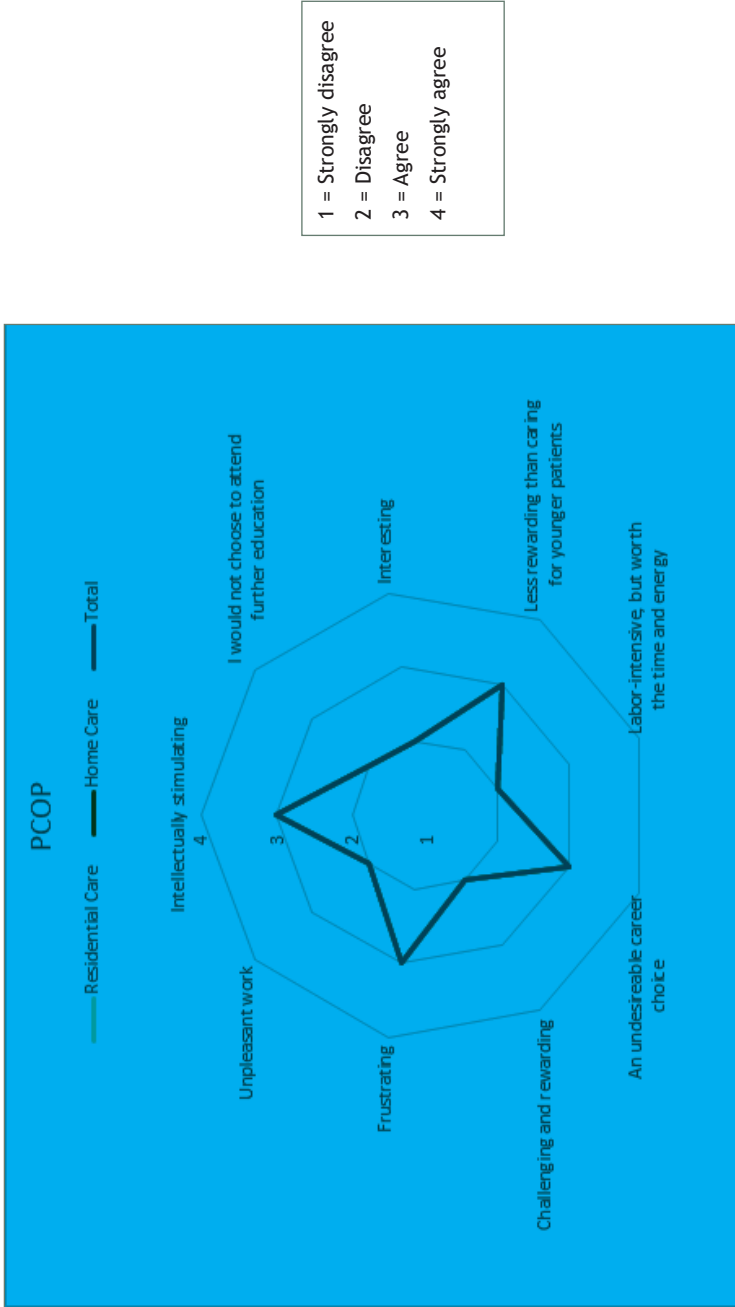 PCOP
Residential Care
Home Care
Total
Intellectually stimulating
I would not choose to attend
further education
Interesting
Less rewarding than caring
for younger patients
Labor-intensive, but worth
the time and energy
An undesireable career
choice
Challenging and rewarding
Frustrating
Unpleasant work
4
3
2
1
1 = Strongly disagree
2 = Disagree
3 = Agree
4 = Strongly agree